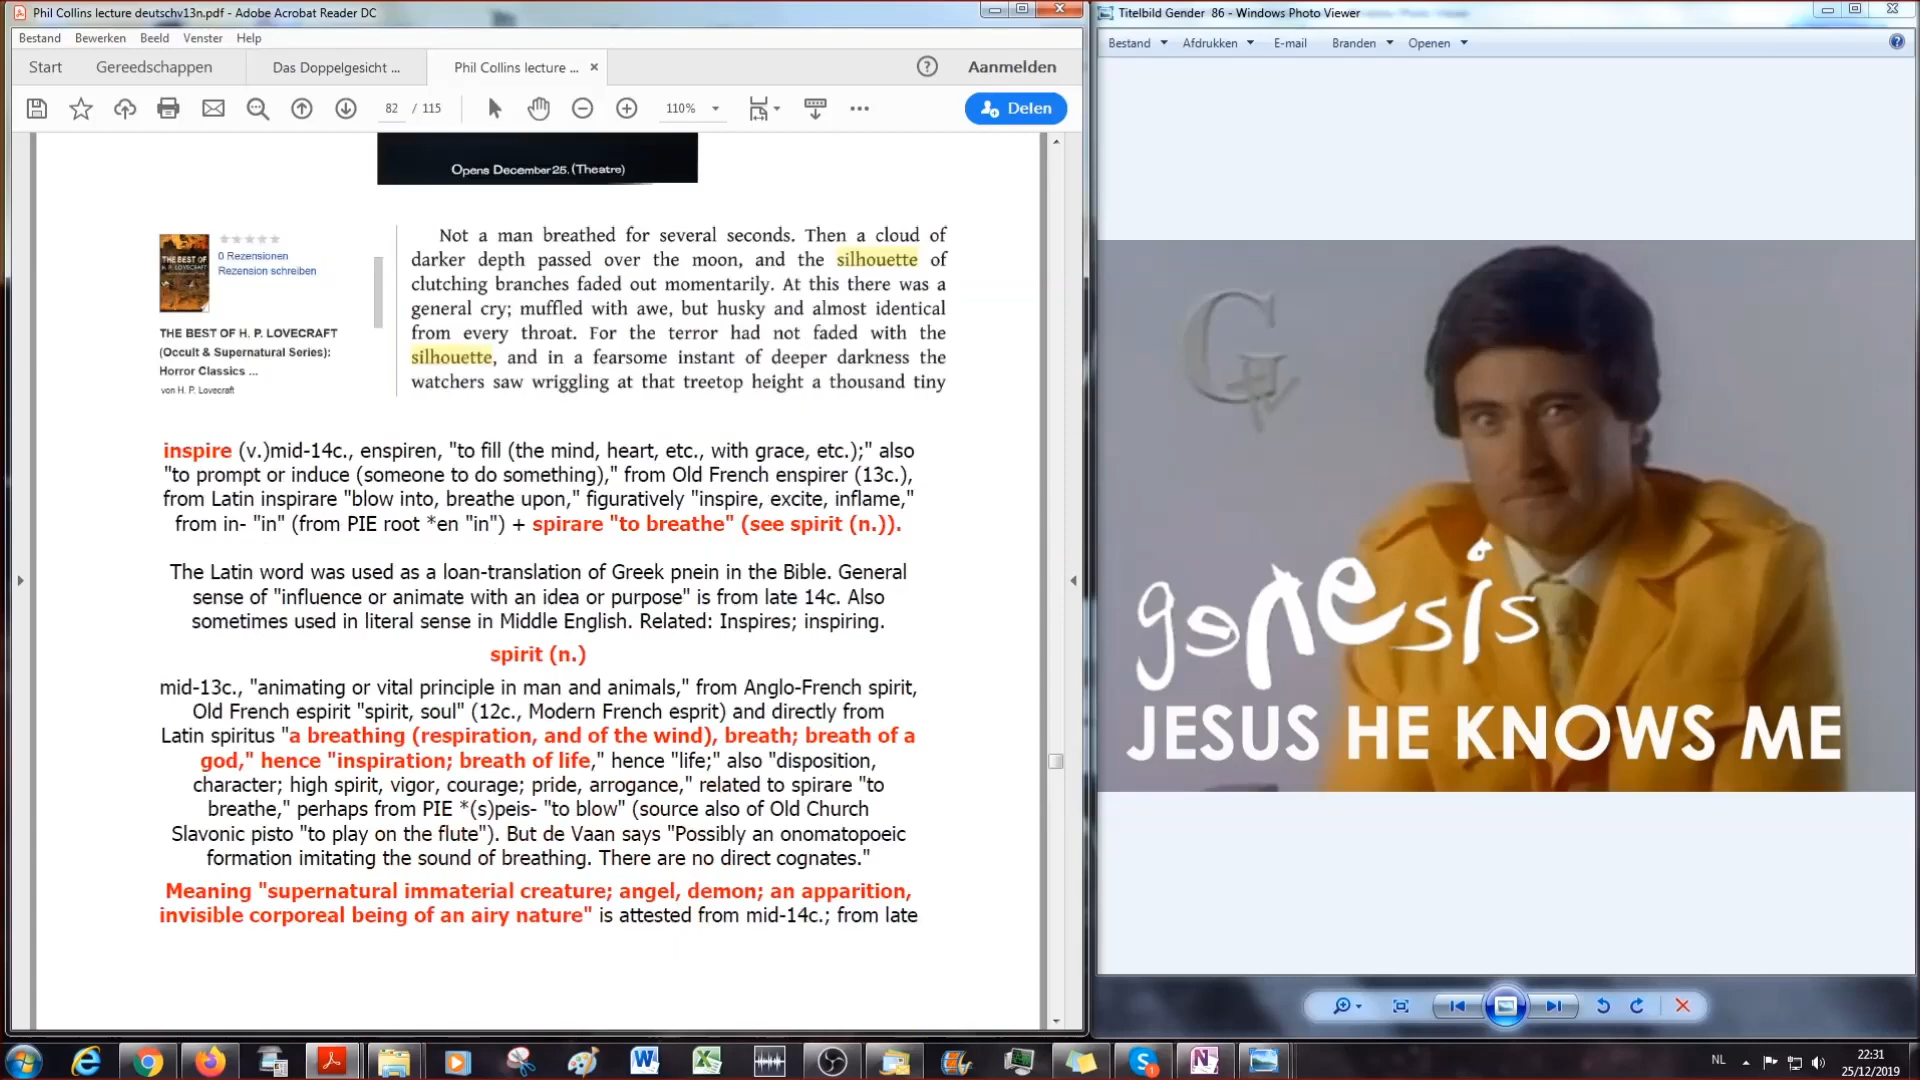 Phil Collins lecture deutschv13n.pdf - Adobe Acrobat Reader DC
Bestand Bewerken Beeld Venster Help
Start Gereedschappen Das Doppelgesicht ... Phil Collins lecture ... × Aanmelden
82 / 115 110% Delen
Opens December 25. (Theatre)
THE BEST OF
0 Rezensionen
Rezension schreiben
THE BEST OF H. P. LOVECRAFT
(Occult & Supernatural Series):
Horror Classics ...
von H. P. Lovecraft
Not a man breathed for several seconds. Then a cloud of
darker depth passed over the moon, and the silhouette of
clutching branches faded out momentarily. At this there was a
general cry; muffled with awe, but husky and almost identical
from every throat. For the terror had not faded with the
silhouette, and in a fearsome instant of deeper darkness the
watchers saw wriggling at that treetop height a thousand tiny
inspire (v.)mid-14c., enspiren, "to fill (the mind, heart, etc., with grace, etc.);" also
"to prompt or induce (someone to do something)," from Old French enspirer (13c.),
from Latin inspirare "blow into, breathe upon," figuratively "inspire, excite, inflame,"
from in- "in" (from PIE root *en "in") + spirare "to breathe" (see spirit (n.)).
The Latin word was used as a loan-translation of Greek pnein in the Bible. General
sense of "influence or animate with an idea or purpose" is from late 14c. Also
sometimes used in literal sense in Middle English. Related: Inspires; inspiring.
spirit (n.)
mid-13c., "animating or vital principle in man and animals," from Anglo-French spirit,
Old French espirit "spirit, soul" (12c., Modern French esprit) and directly from
Latin spiritus "a breathing (respiration, and of the wind), breath; breath of a
god," hence "inspiration; breath of life," hence "life;" also "disposition,
character; high spirit, vigor, courage; pride, arrogance," related to spirare "to
breathe," perhaps from PIE *(s)peis- "to blow" (source also of Old Church
Slavonic pisto "to play on the flute"). But de Vaan says "Possibly an onomatopoeic
formation imitating the sound of breathing. There are no direct cognates."
Meaning "supernatural immaterial creature; angel, demon; an apparition,
invisible corporeal being of an airy nature" is attested from mid-14c.; from late
Titelbild Gender 86 - Windows Photo Viewer
Bestand Afdrukken E-mail Branden Openen
genesis
JESUS HE KNOWS ME
NL
22:31
25/12/2019